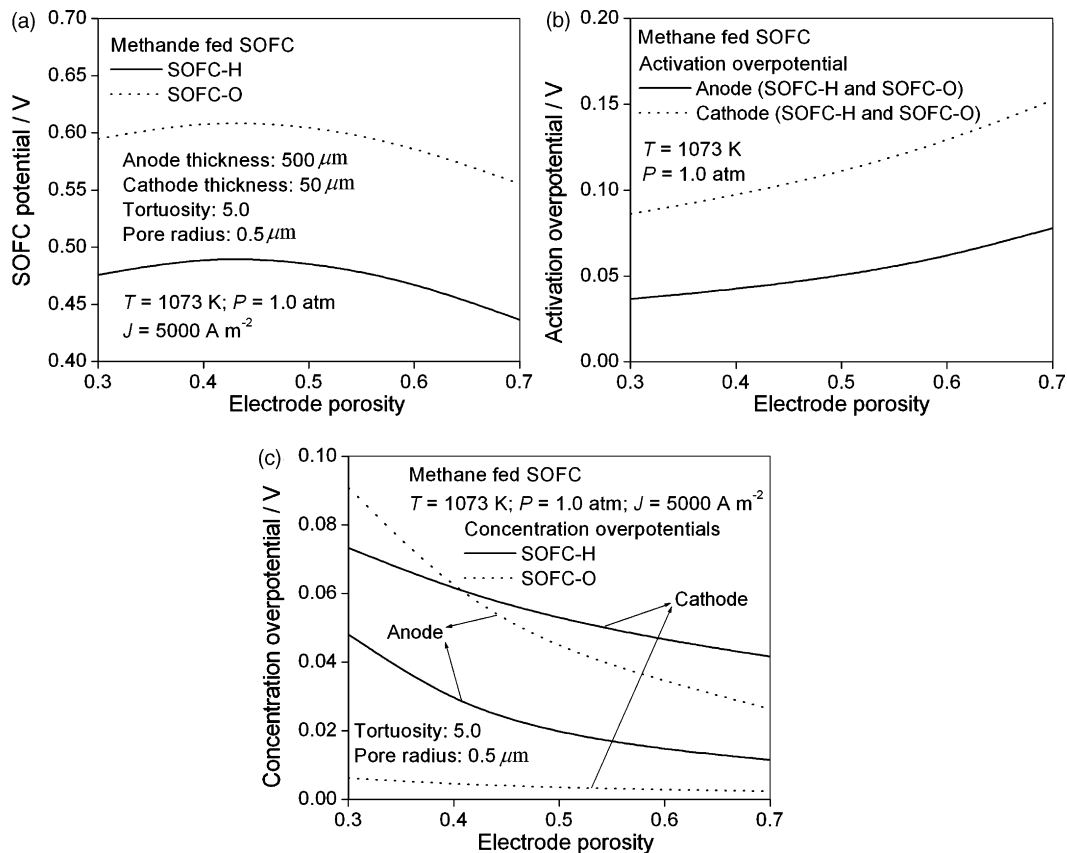 (a)
0.70
0.65
0.60
0.55
0.50
0.45
0.40
SOFC potential / V
Methande fed SOFC
SOFC-H
SOFC-O
Anode thickness: 500 μm
Cathode thickness: 50 μm
Tortuosity: 5.0
Pore radius: 0.5 μm
T = 1073 K; P = 1.0 atm
J = 5000 A m⁻²
0.3 0.4 0.5 0.6 0.7
Electrode porosity
(b)
0.20
0.15
0.10
0.05
0.00
Activation overpotential / V
Methane fed SOFC
Activation overpotential
Anode (SOFC-H and SOFC-O)
Cathode (SOFC-H and SOFC-O)
T = 1073 K
P = 1.0 atm
0.3 0.4 0.5 0.6 0.7
Electrode porosity
(c)
0.10
0.08
0.06
0.04
0.02
0.00
Concentration overpotential / V
Methane fed SOFC
T = 1073 K; P = 1.0 atm; J = 5000 A m⁻²
Concentration overpotentials
SOFC-H
SOFC-O
Cathode
Anode
Tortuosity: 5.0
Pore radius: 0.5 μm
0.3 0.4 0.5 0.6 0.7
Electrode porosity